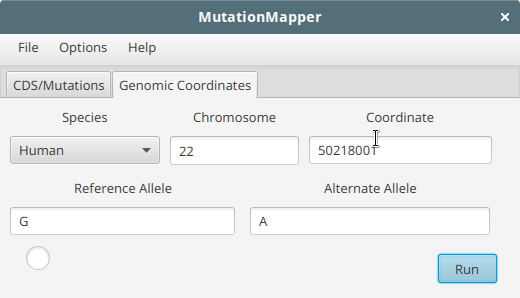 MutationMapper
File Options Help
CDS/Mutations Genomic Coordinates
Species Chromosome Coordinate
Human 22 50218001
Reference Allele Alternate Allele
G A
Run